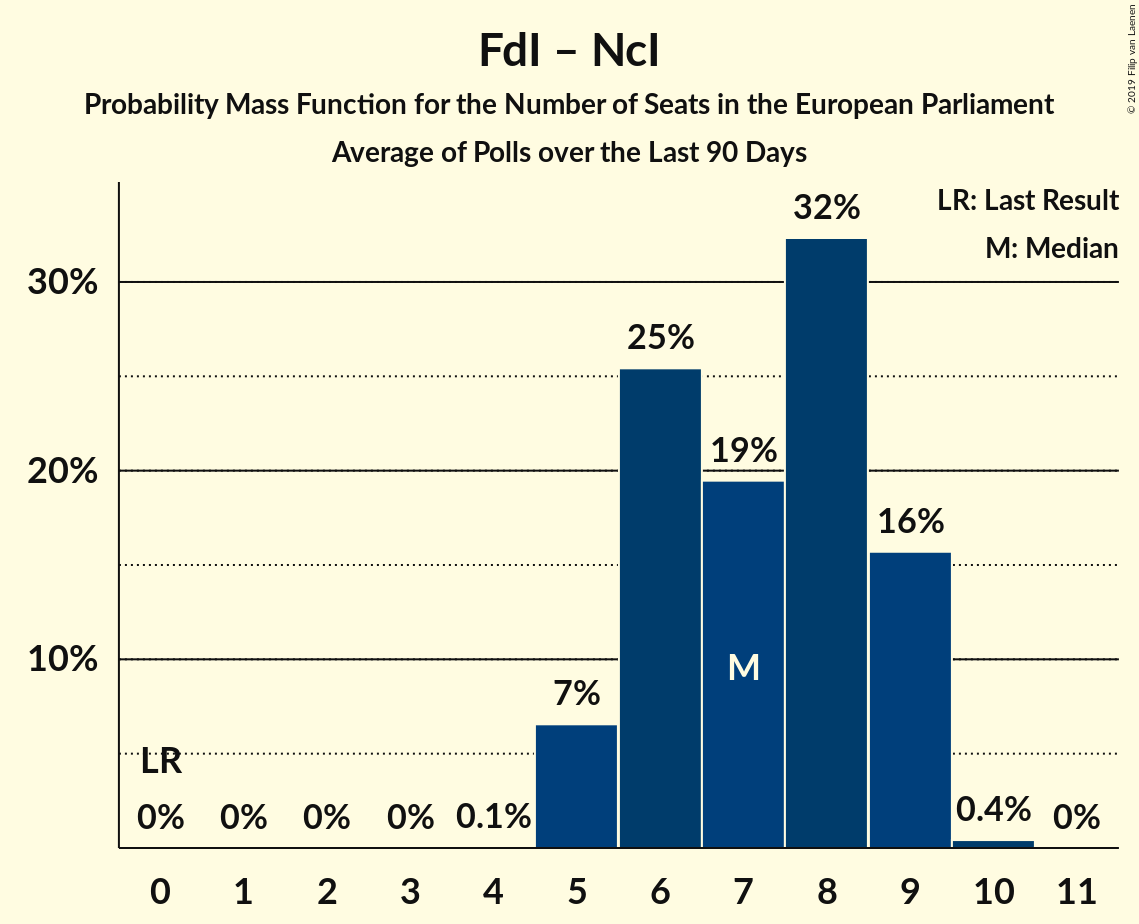 FdI – NcI
Probability Mass Function for the Number of Seats in the European Parliament
Average of Polls over the Last 90 Days
© 2019 Filip van Laenen
LR: Last Result
M: Median
30%
20%
10%
LR
0%
0%
0%
0%
0.1%
7%
25%
19%
32%
16%
0.4%
0%
M
0 1 2 3 4 5 6 7 8 9 10 11